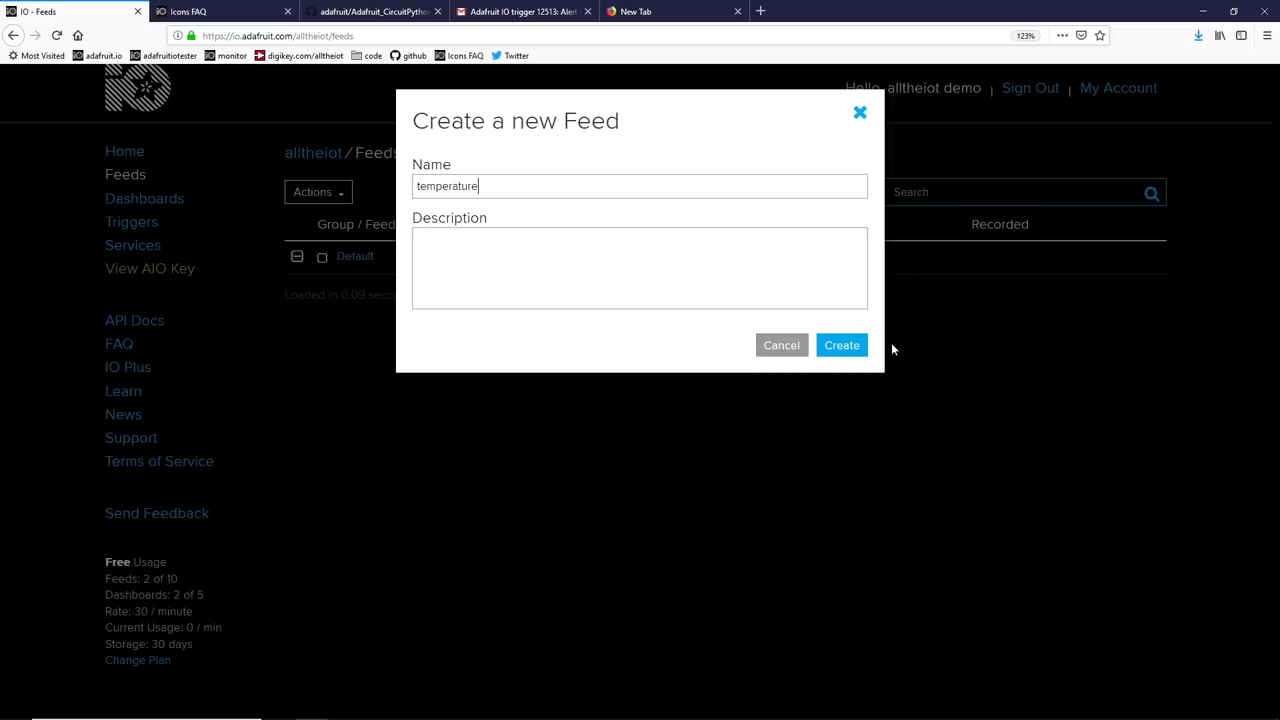 IO - Feeds
Icons FAQ
adafruit/Adafruit_CircuitPytho
Adafruit IO trigger 12513: Alert
New Tab
https://io.adafruit.com/alltheiot/feeds
123%
Most Visited
adafruit.io
adafruitiotester
monitor
digikey.com/alltheiot
code
github
Icons FAQ
Twitter
Hello, alltheiot demo | Sign Out | My Account
Create a new Feed
Name
temperature
Description
Cancel
Create
Home
Feeds
Dashboards
Triggers
Services
View AIO Key
API Docs
FAQ
IO Plus
Learn
News
Support
Terms of Service
Send Feedback
Free Usage
Feeds: 2 of 10
Dashboards: 2 of 5
Rate: 30 / minute
Current Usage: 0 / min
Storage: 30 days
Change Plan
alltheiot / Feeds
Actions
Search
Group / Feed
Recorded
Default
Loaded in 0.09 seco